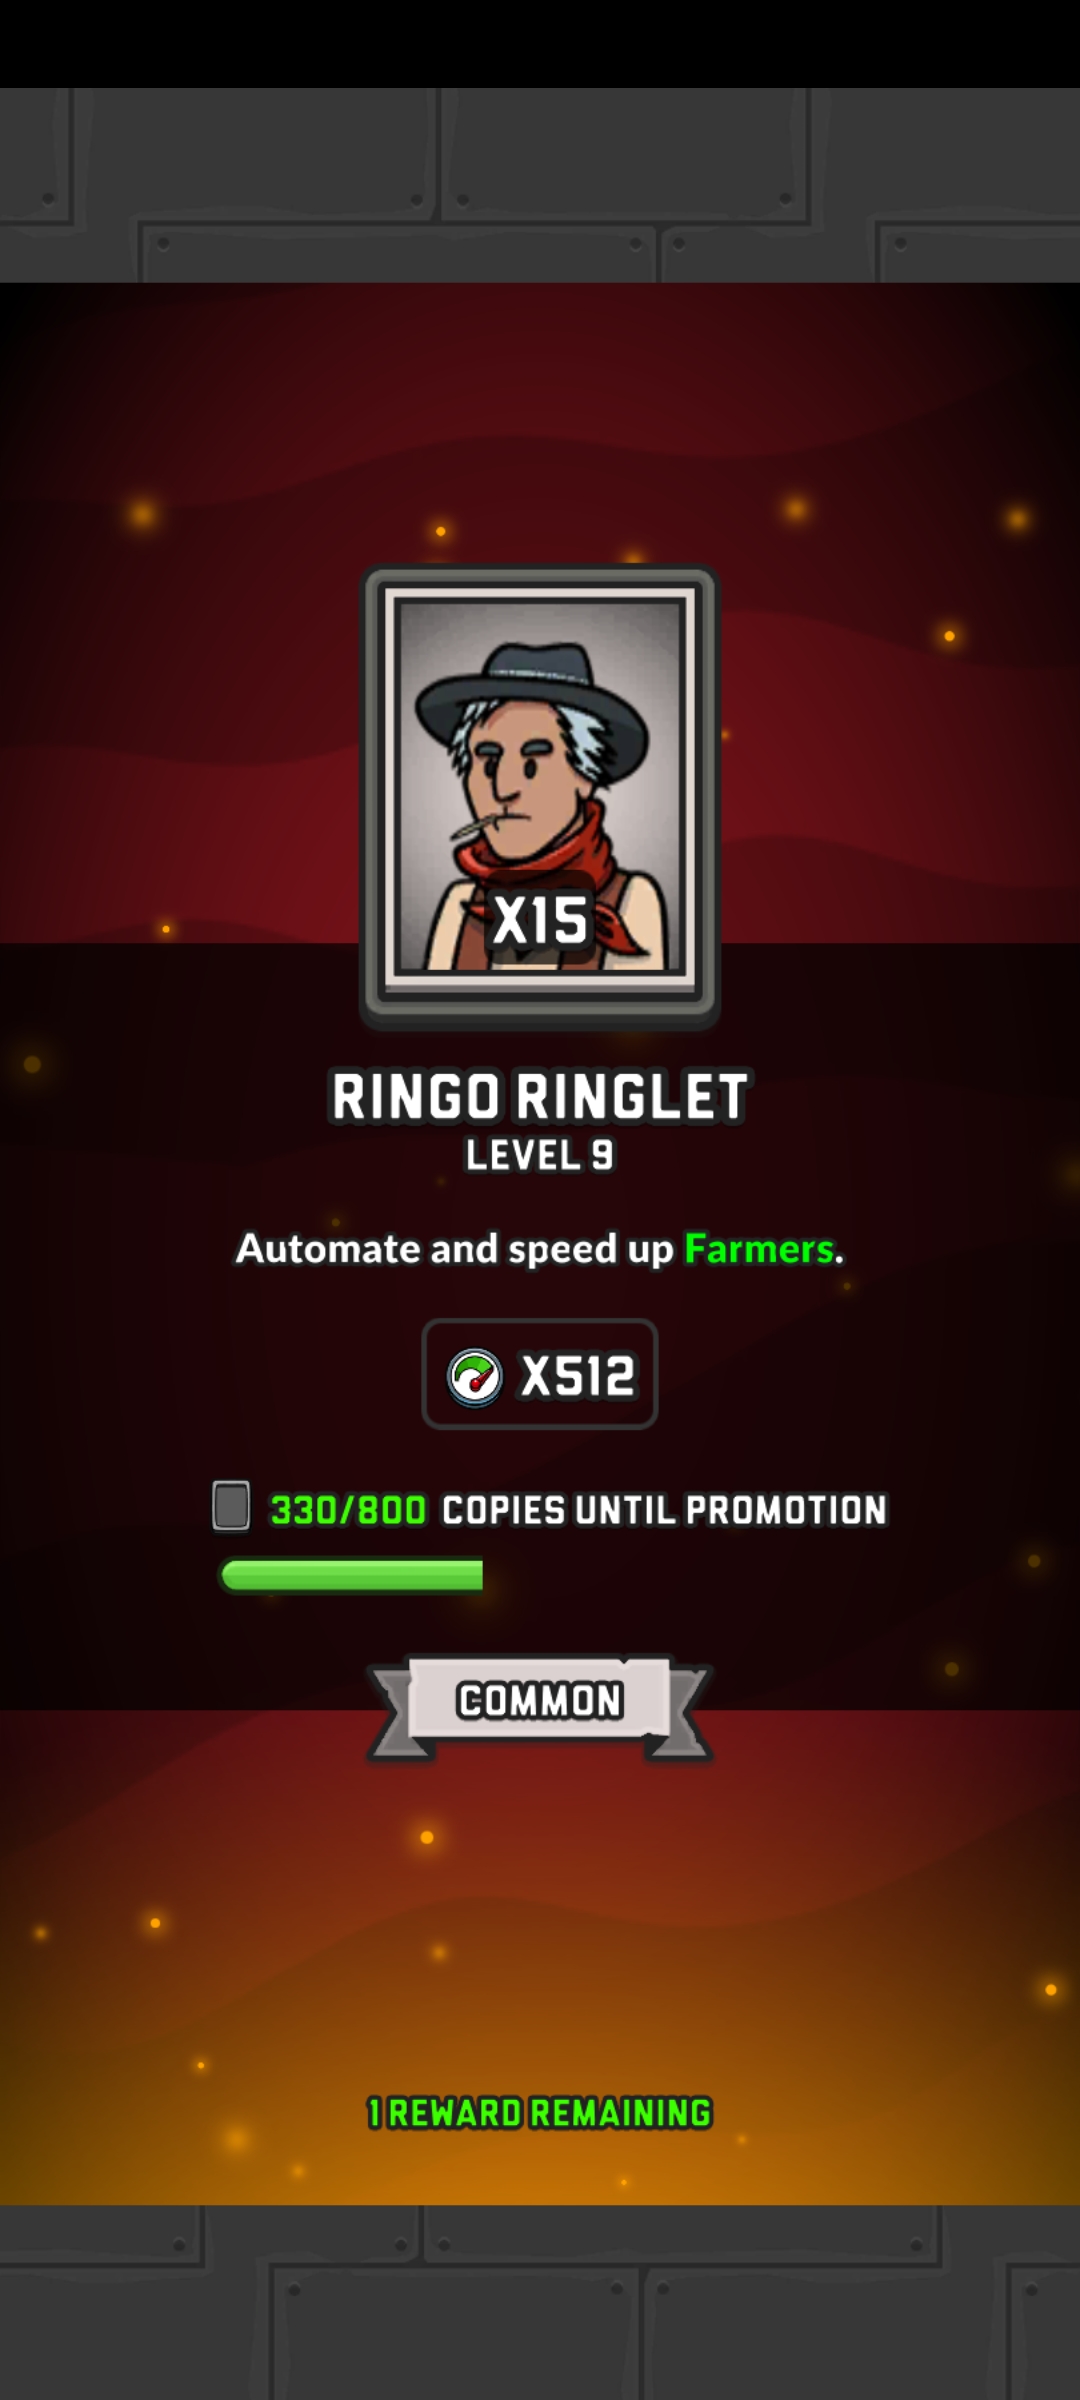 X15
RINGO RINGLET
LEVEL 9
Automate and speed up Farmers.
X512
330/800 COPIES UNTIL PROMOTION
COMMON
1 REWARD REMAINING